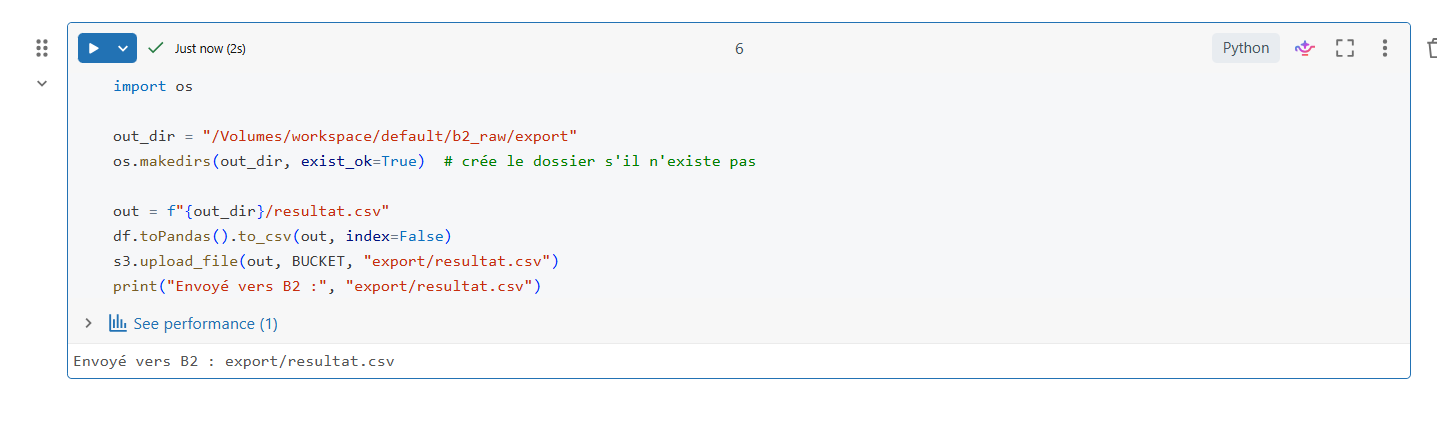 Just now (2s)
6
Python
import os
out_dir = "/Volumes/workspace/default/b2_raw/export"
os.makedirs(out_dir, exist_ok=True)  # crée le dossier s'il n'existe pas
out = f"{out_dir}/resultat.csv"
df.toPandas().to_csv(out, index=False)
s3.upload_file(out, BUCKET, "export/resultat.csv")
print("Envoyé vers B2 :", "export/resultat.csv")
See performance (1)
Envoyé vers B2 : export/resultat.csv